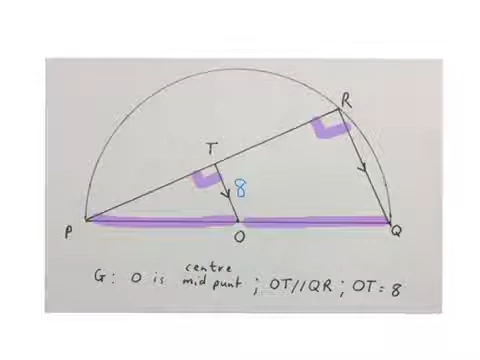 R
T
8
P
O
Q
centre
G: O is mid punt ; OT//QR ; OT = 8